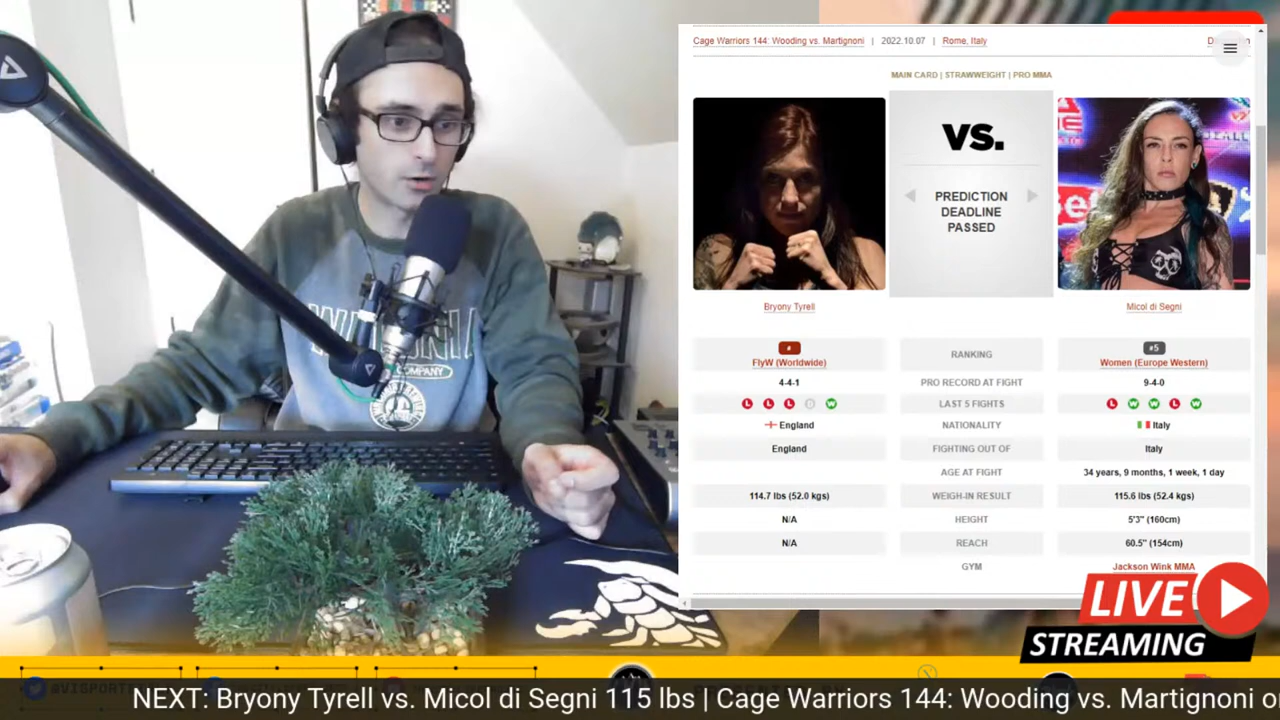 Cage Warriors 144: Wooding vs. Martignoni | 2022.10.07 | Rome, Italy
MAIN CARD | STRAWWEIGHT | PRO MMA
VS.
PREDICTION
DEADLINE
PASSED
Bryony Tyrell
Micol di Segni
# RANKING #5
FlyW (Worldwide) Women (Europe Western)
4-4-1 PRO RECORD AT FIGHT 9-4-0
L L L D W LAST 5 FIGHTS L W W L W
England NATIONALITY Italy
England FIGHTING OUT OF Italy
AGE AT FIGHT 34 years, 9 months, 1 week, 1 day
114.7 lbs (52.0 kgs) WEIGH-IN RESULT 115.6 lbs (52.4 kgs)
N/A HEIGHT 5'3" (160cm)
N/A REACH 60.5" (154cm)
GYM Jackson Wink MMA
COMPANY
LIVE
STREAMING
NEXT: Bryony Tyrell vs. Micol di Segni 115 lbs | Cage Warriors 144: Wooding vs. Martignoni o